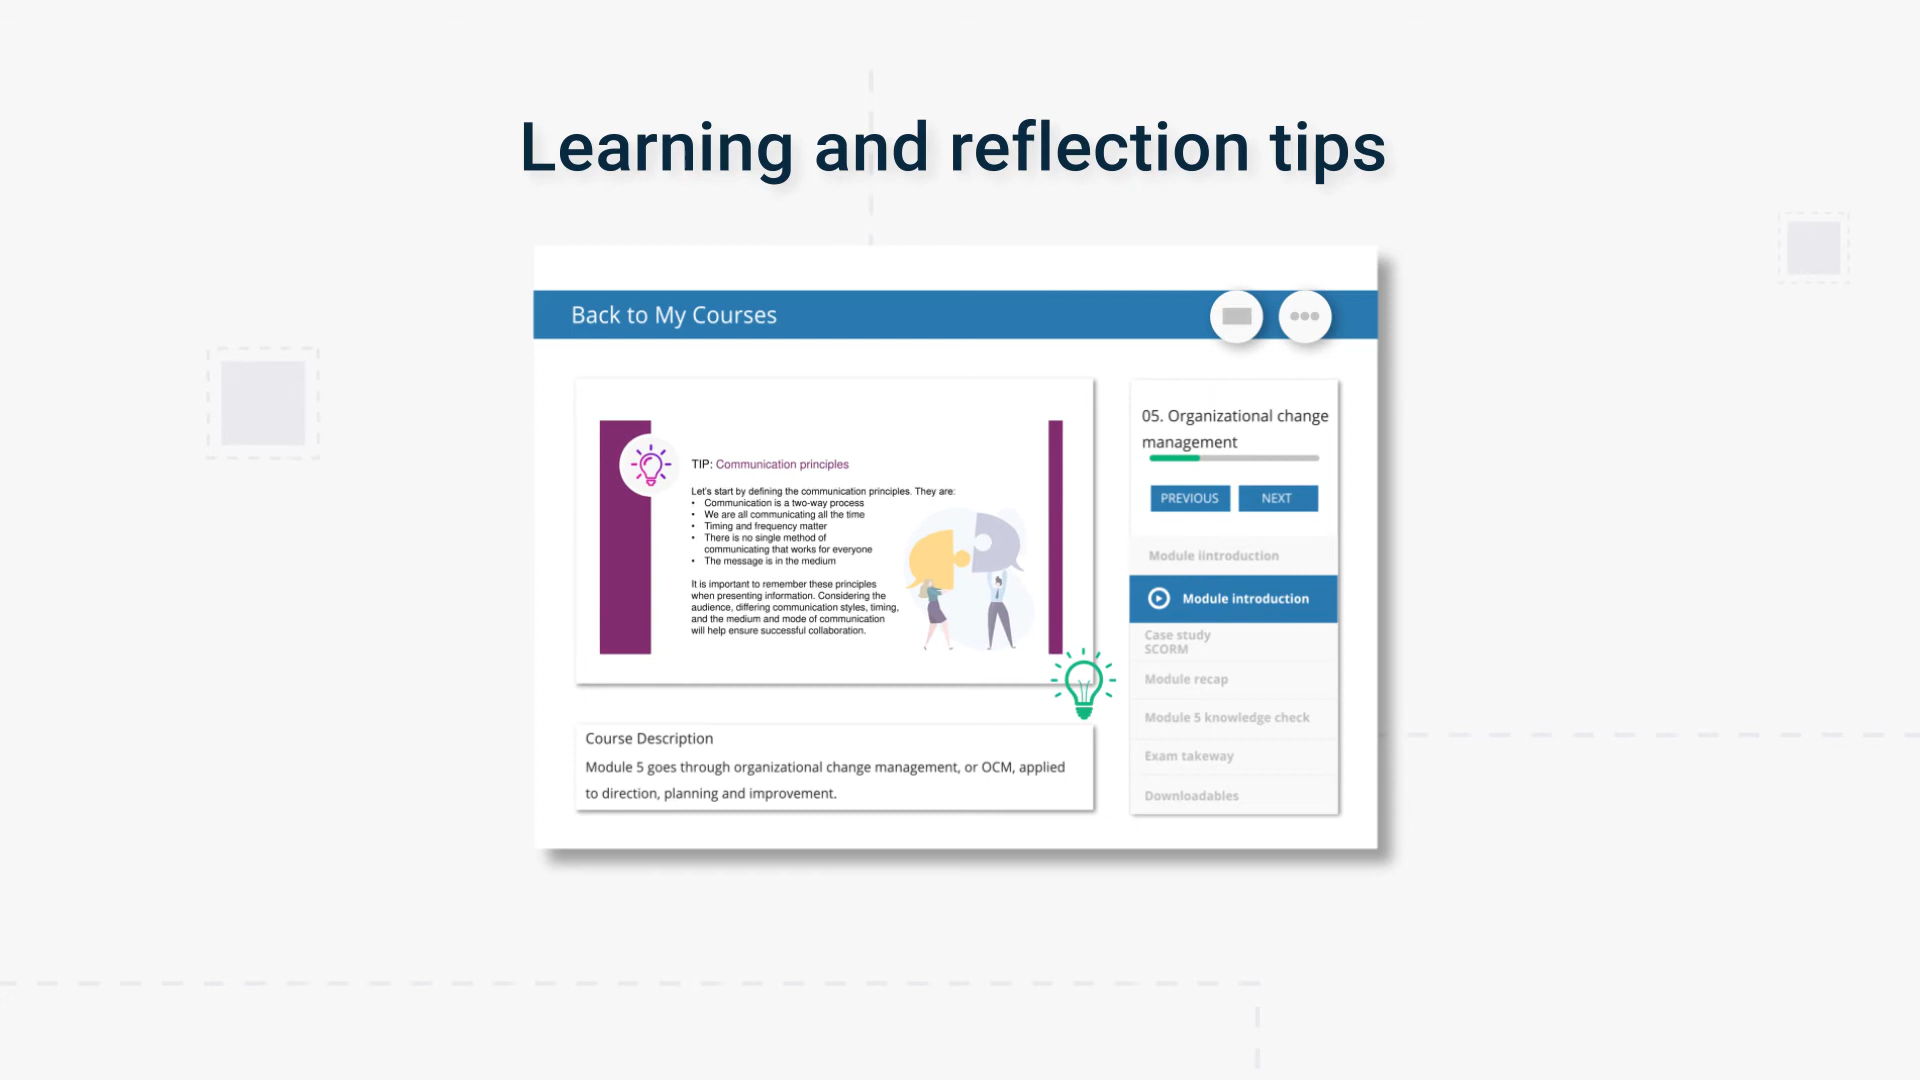 Learning and reflection tips
Back to My Courses
TIP: Communication principles
Let's start by defining the communication principles. They are:
• Communication is a two-way process
• We are all communicating all the time
• Timing and frequency matter
• There is no single method of
communicating that works for everyone
• The message is in the medium
It is important to remember these principles
when presenting information. Considering the
audience, differing communication styles, timing,
and the medium and mode of communication
will help ensure successful collaboration.
Course Description
Module 5 goes through organizational change management, or OCM, applied
to direction, planning and improvement.
05. Organizational change
management
PREVIOUS NEXT
Module iintroduction
Module introduction
Case study
SCORM
Module recap
Module 5 knowledge check
Exam takeway
Downloadables